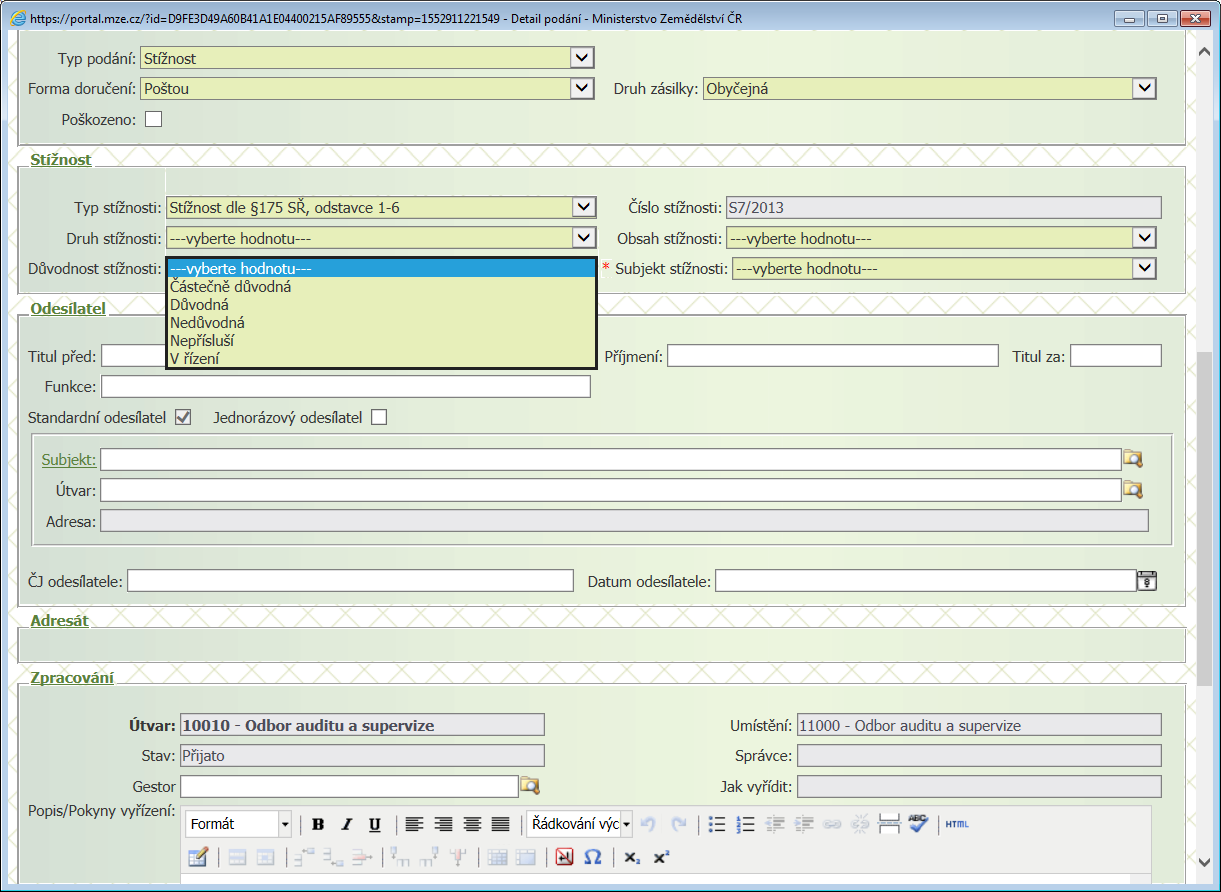 https://portal.mze.cz/?id=D9FE3D49A60B41A1E04400215AF89555&stamp=1552911221549 - Detail podání - Ministerstvo Zemědělství ČR
Typ podání: Stížnost
Forma doručení: Poštou Druh zásilky: Obyčejná
Poškozeno:
Stížnost
Typ stížnosti: Stížnost dle §175 SŘ, odstavce 1-6 Číslo stížnosti: S7/2013
Druh stížnosti: ---vyberte hodnotu--- Obsah stížnosti: ---vyberte hodnotu---
Důvodnost stížnosti: ---vyberte hodnotu--- * Subjekt stížnosti: ---vyberte hodnotu---
Částečně důvodná
Důvodná
Nedůvodná
Nepřísluší
V řízení
Odesílatel
Titul před: Příjmení: Titul za:
Funkce:
Standardní odesílatel Jednorázový odesílatel
Subjekt:
Útvar:
Adresa:
ČJ odesílatele: Datum odesílatele:
Adresát
Zpracování
Útvar: 10010 - Odbor auditu a supervize Umístění: 11000 - Odbor auditu a supervize
Stav: Přijato Správce:
Gestor Jak vyřídit:
Popis/Pokyny vyřízení:
Formát B I U Řádkování výc ABC HTML
Ω x₂ x²